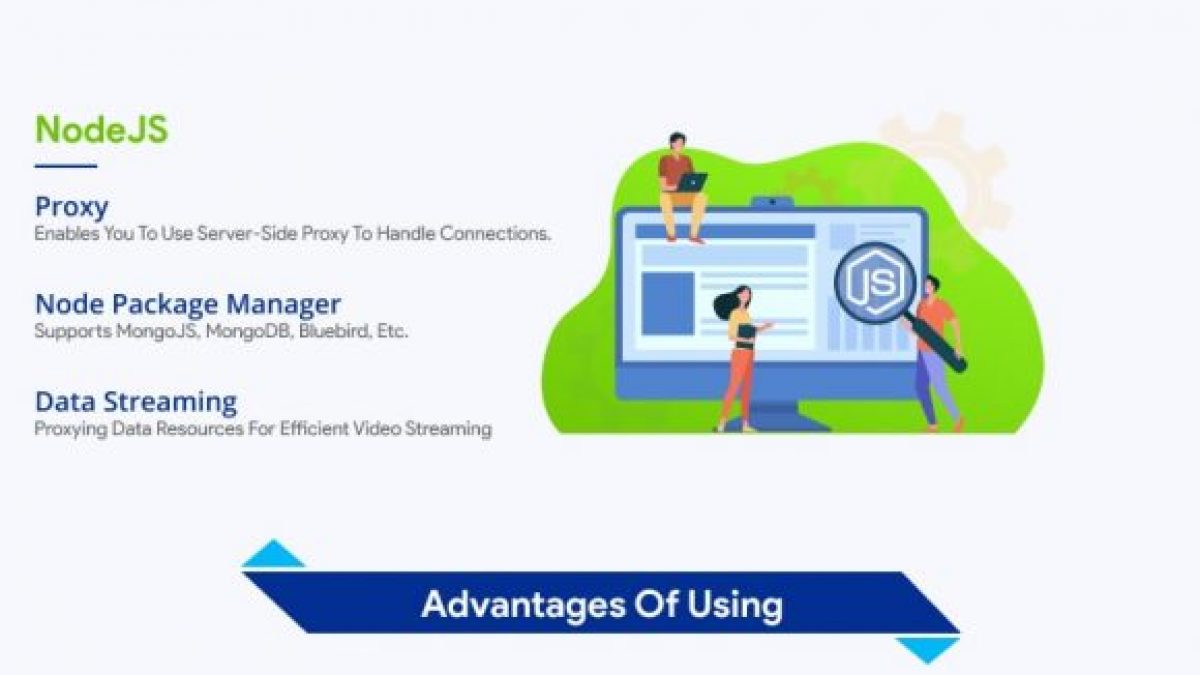 NodeJS
Proxy
Enables You To Use Server-Side Proxy To Handle Connections.
Node Package Manager
Supports MongoJS, MongoDB, Bluebird, Etc.
Data Streaming
Proxying Data Resources For Efficient Video Streaming
JS
Advantages Of Using